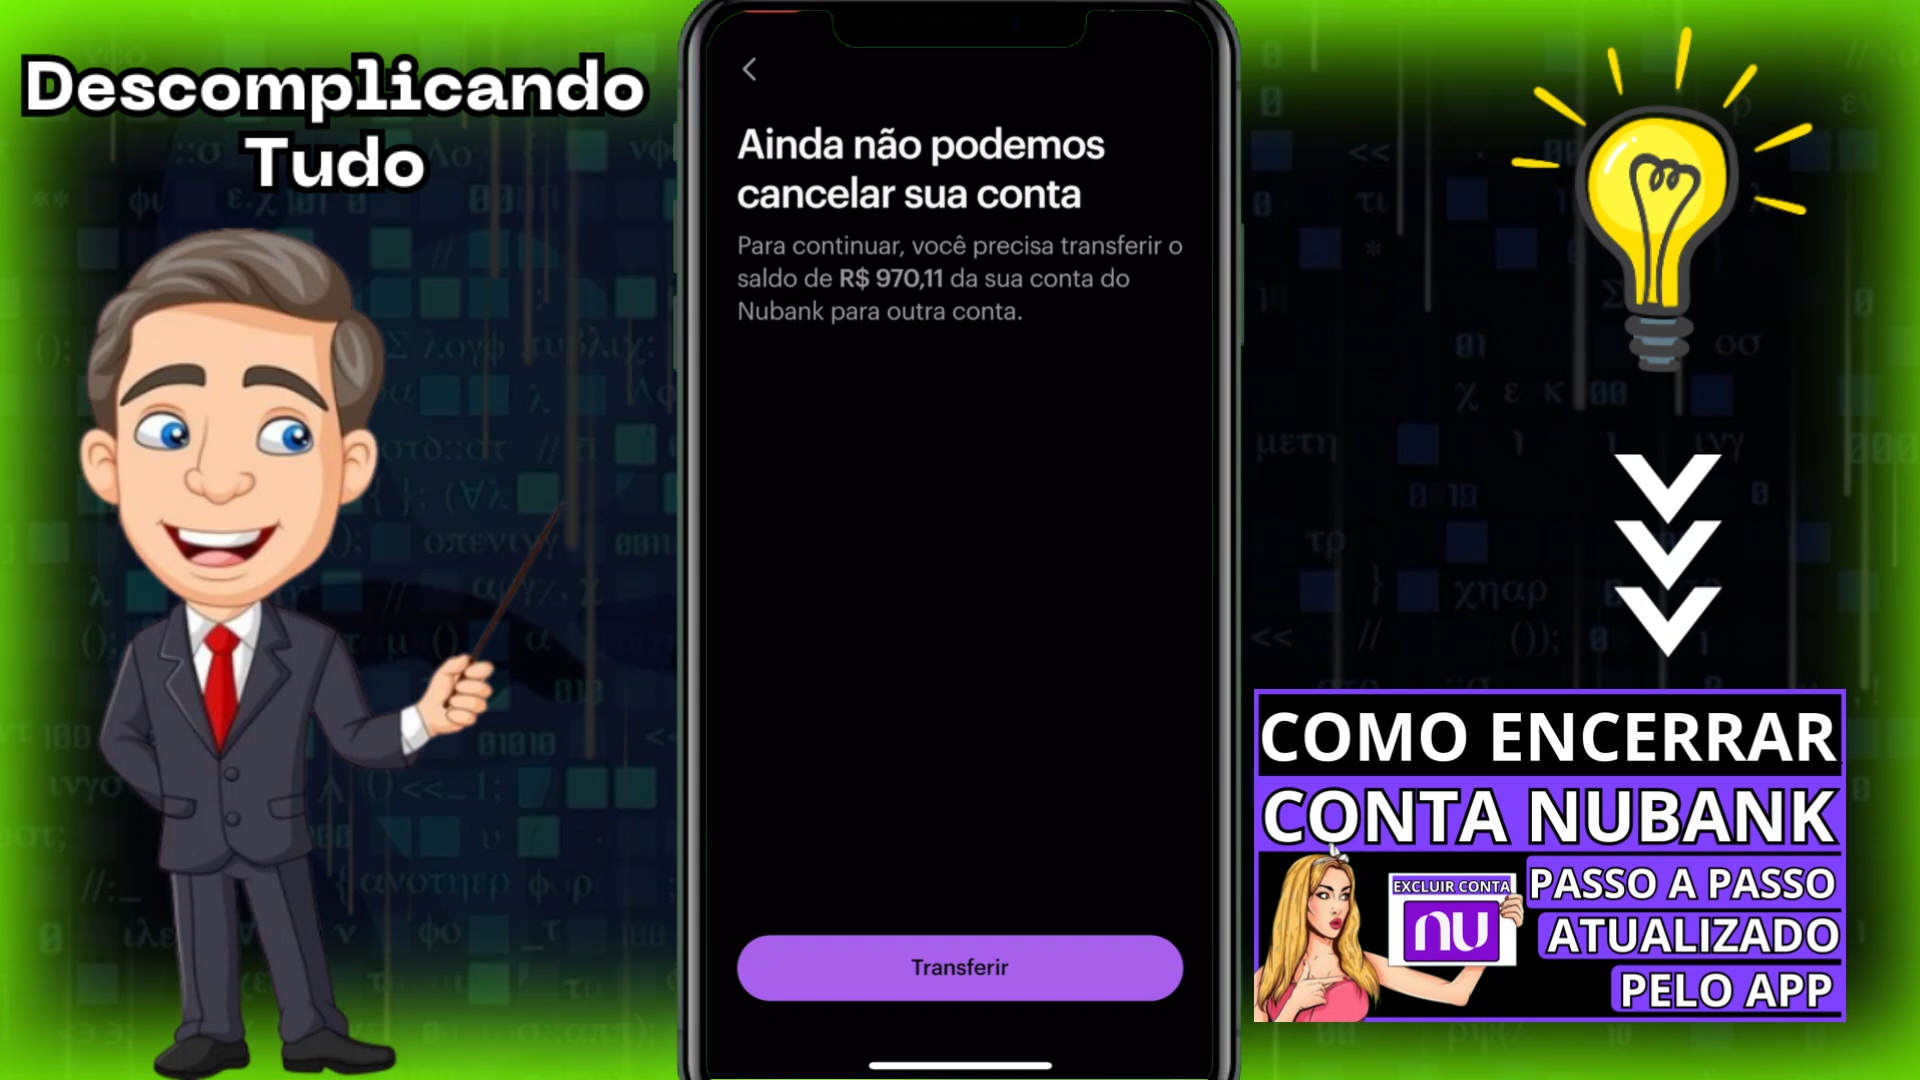 Descomplicando
Tudo
Ainda não podemos
cancelar sua conta
Para continuar, você precisa transferir o
saldo de R$ 970,11 da sua conta do
Nubank para outra conta.
Transferir
COMO ENCERRAR
CONTA NUBANK
EXCLUIR CONTA
nu
PASSO A PASSO
ATUALIZADO
PELO APP